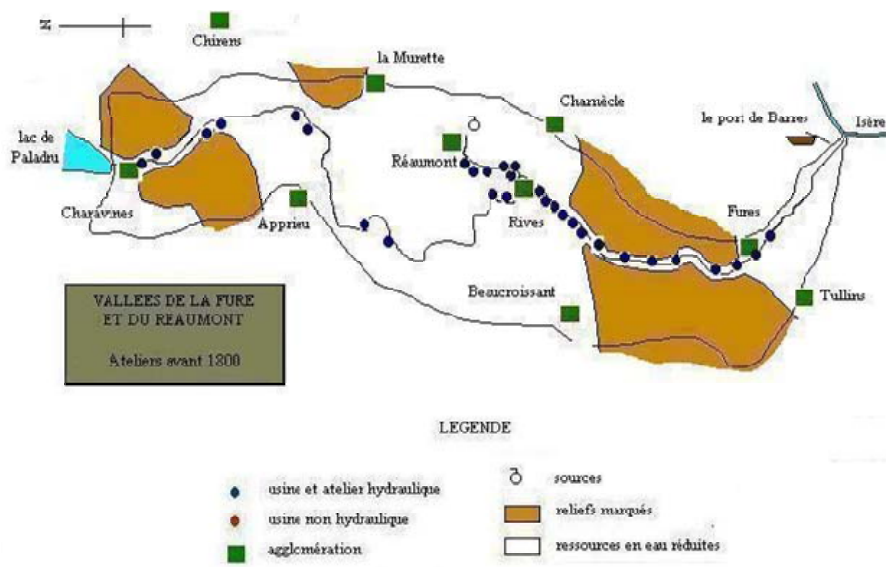 N
Chirens
la Murette
Charnècle
le port de Barres
Isère
lac de
Paladru
Réaumont
Charavines
Apprieu
Rives
Fures
Beaucroissant
Tullins
VALLEES DE LA FURE
ET DU REAUMONT
Ateliers avant 1800
LEGENDE
usine et atelier hydraulique
usine non hydraulique
agglomération
sources
reliefs marqués
ressources en eau réduites